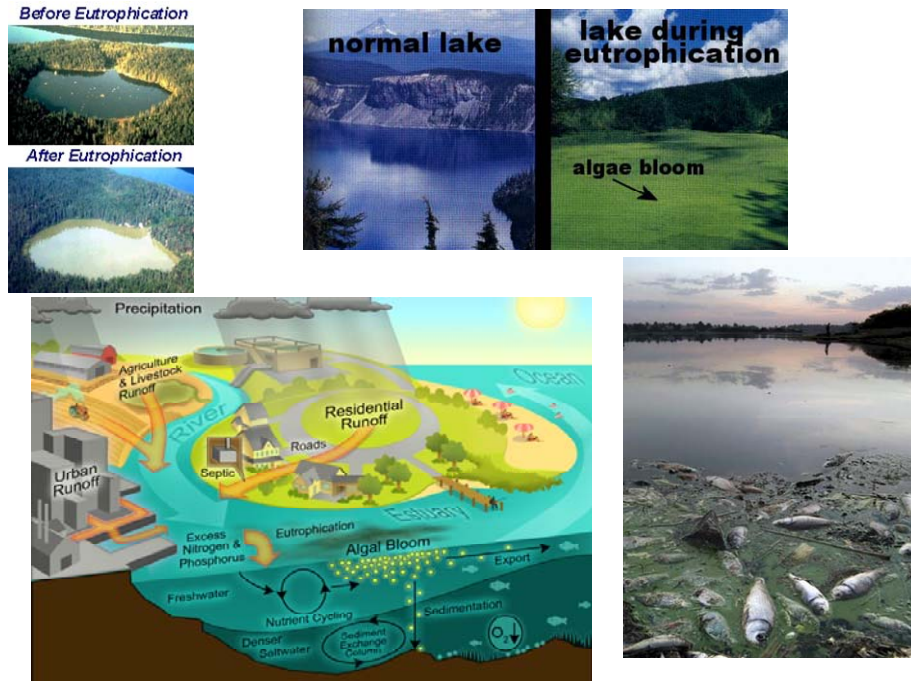 Before Eutrophication
After Eutrophication
normal lake
lake during
eutrophication
algae bloom
Precipitation
Agriculture
& Livestock
Runoff
River
Ocean
Residential
Runoff
Roads
Septic
Urban
Runoff
Estuary
Excess
Nitrogen &
Phosphorus
Eutrophication
Algal Bloom
Export
Freshwater
Nutrient Cycling
Sedimentation
Denser
Saltwater
Sediment
Exchange
Column
O₂